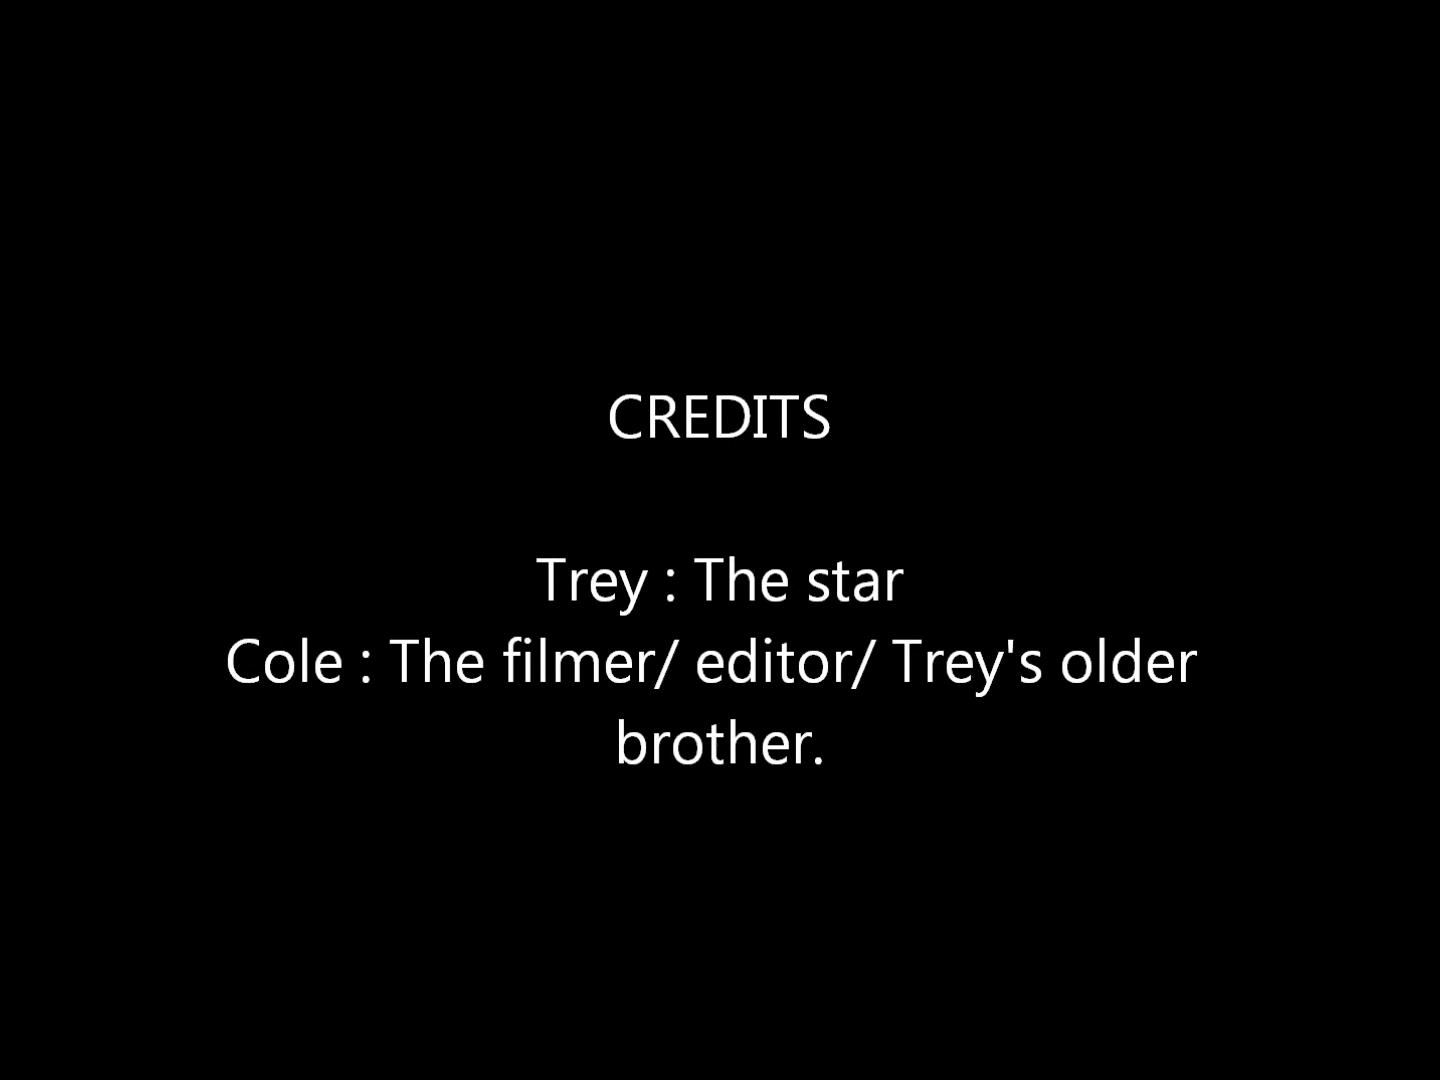 CREDITS
Trey : The star
Cole : The filmer/ editor/ Trey's older
brother.